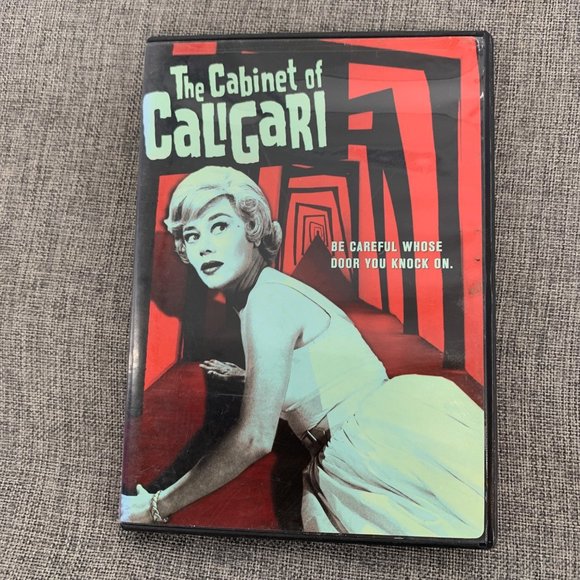 The Cabinet of
CALIGARI
BE CAREFUL WHOSE
DOOR YOU KNOCK ON.